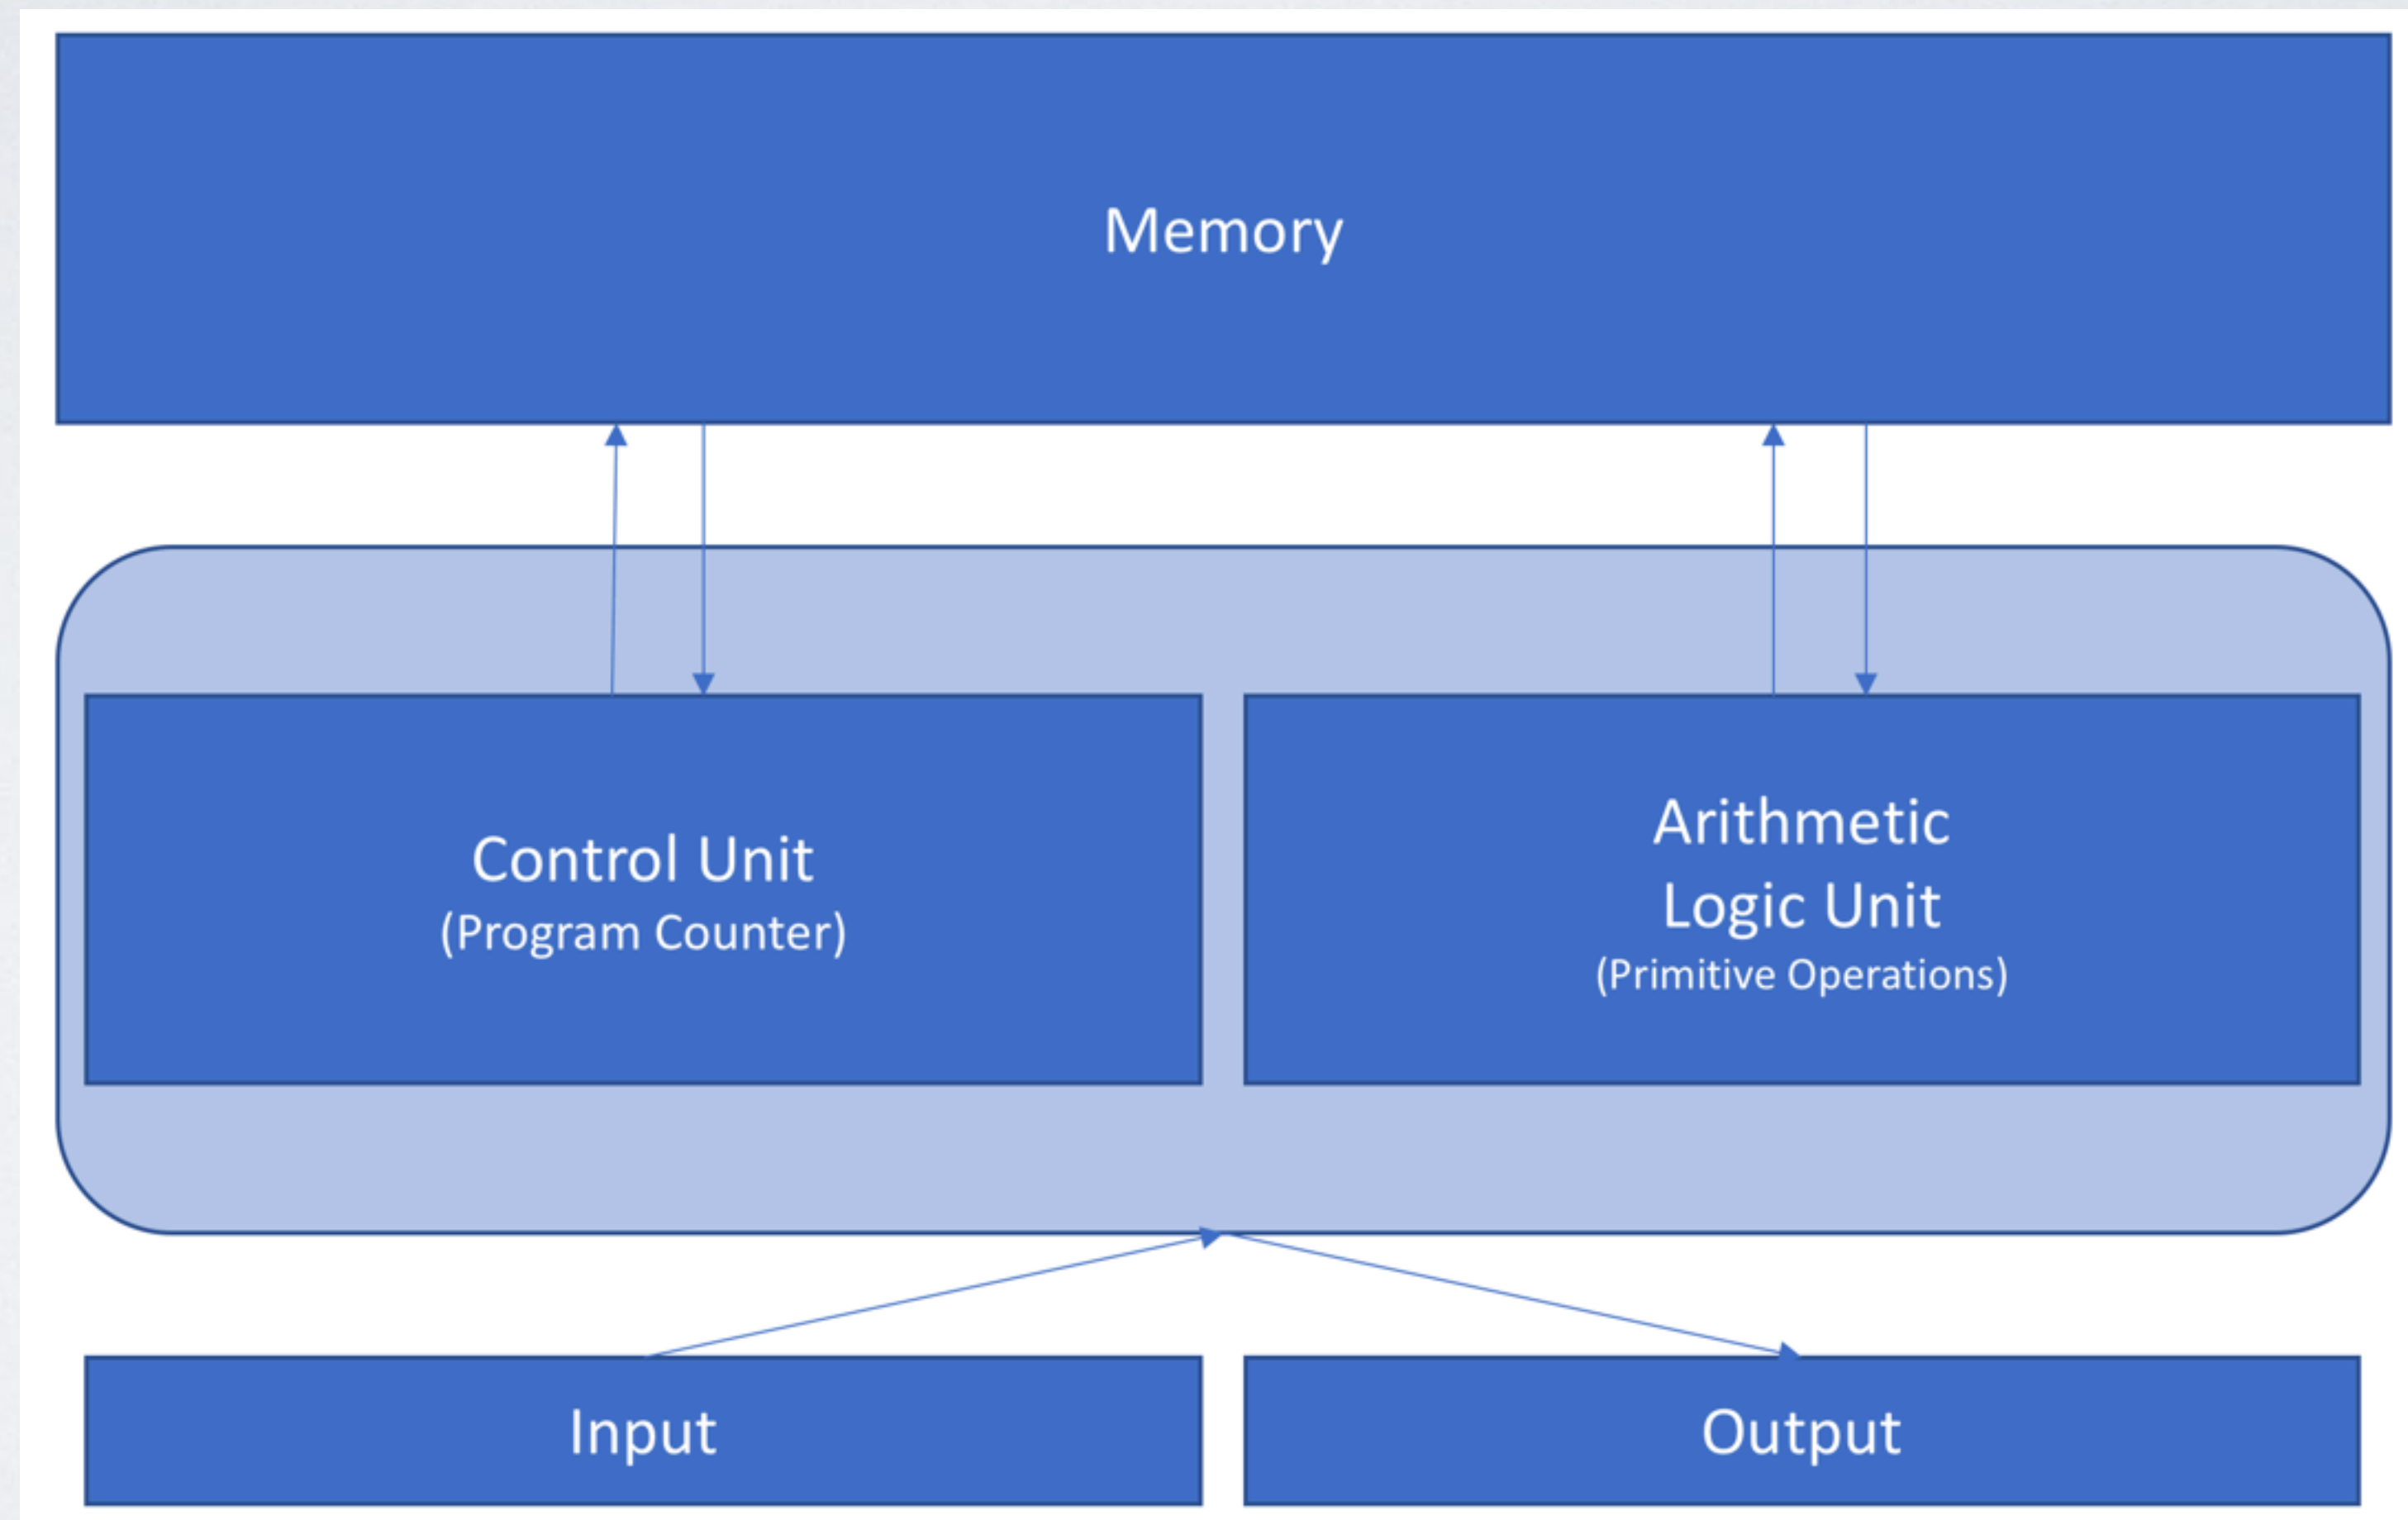 Memory
Control Unit
(Program Counter)
Arithmetic
Logic Unit
(Primitive Operations)
Input
Output